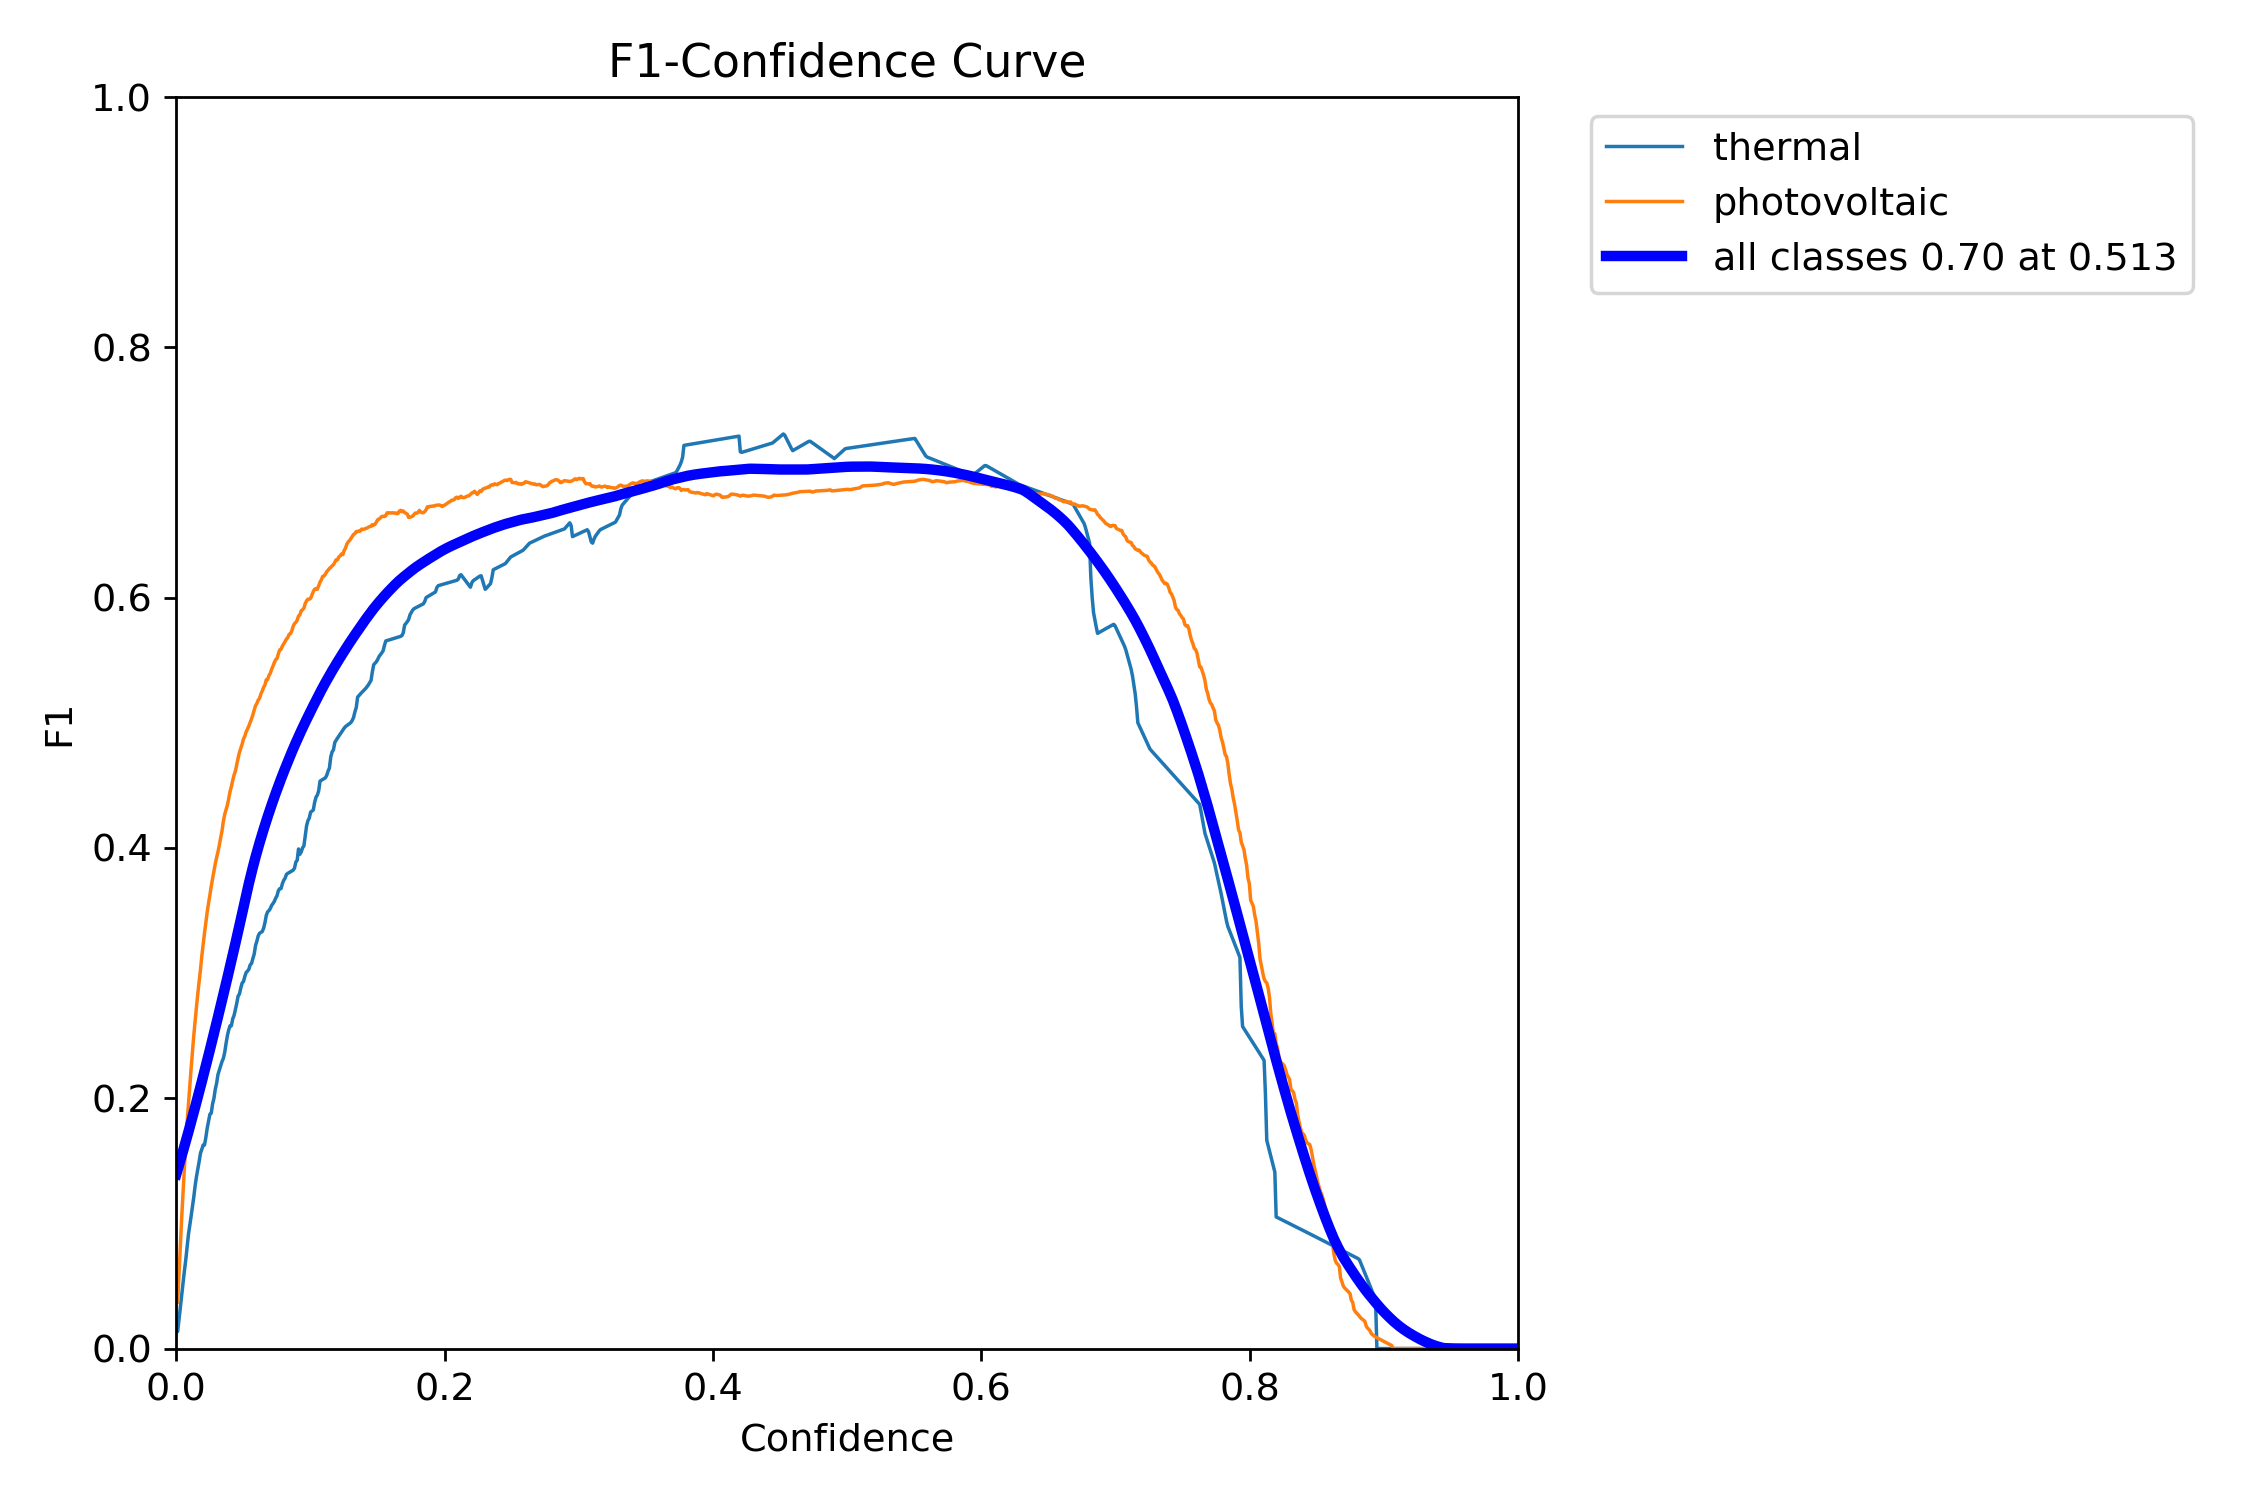 F1-Confidence Curve
1.0
0.8
0.6
0.4
0.2
0.0
F1
0.0 0.2 0.4 0.6 0.8 1.0
Confidence
thermal
photovoltaic
all classes 0.70 at 0.513